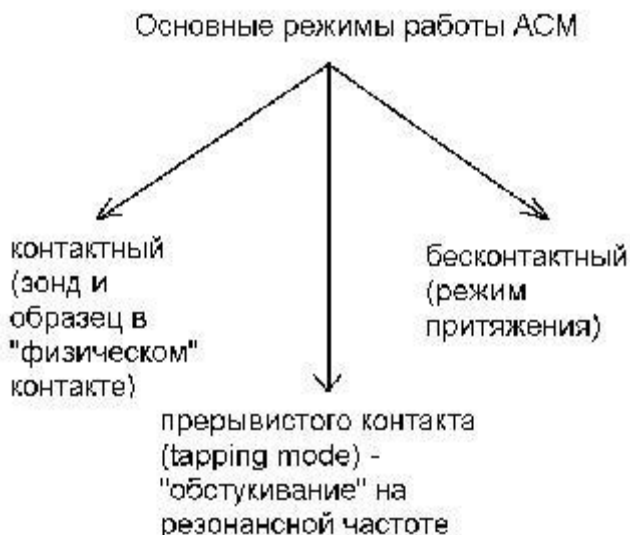 Основные режимы работы АСМ
контактный
(зонд и
образец в
"физическом"
контакте)
бесконтактный
(режим
притяжения)
прерывистого контакта
(tapping mode) -
"обстукивание" на
резонансной частоте